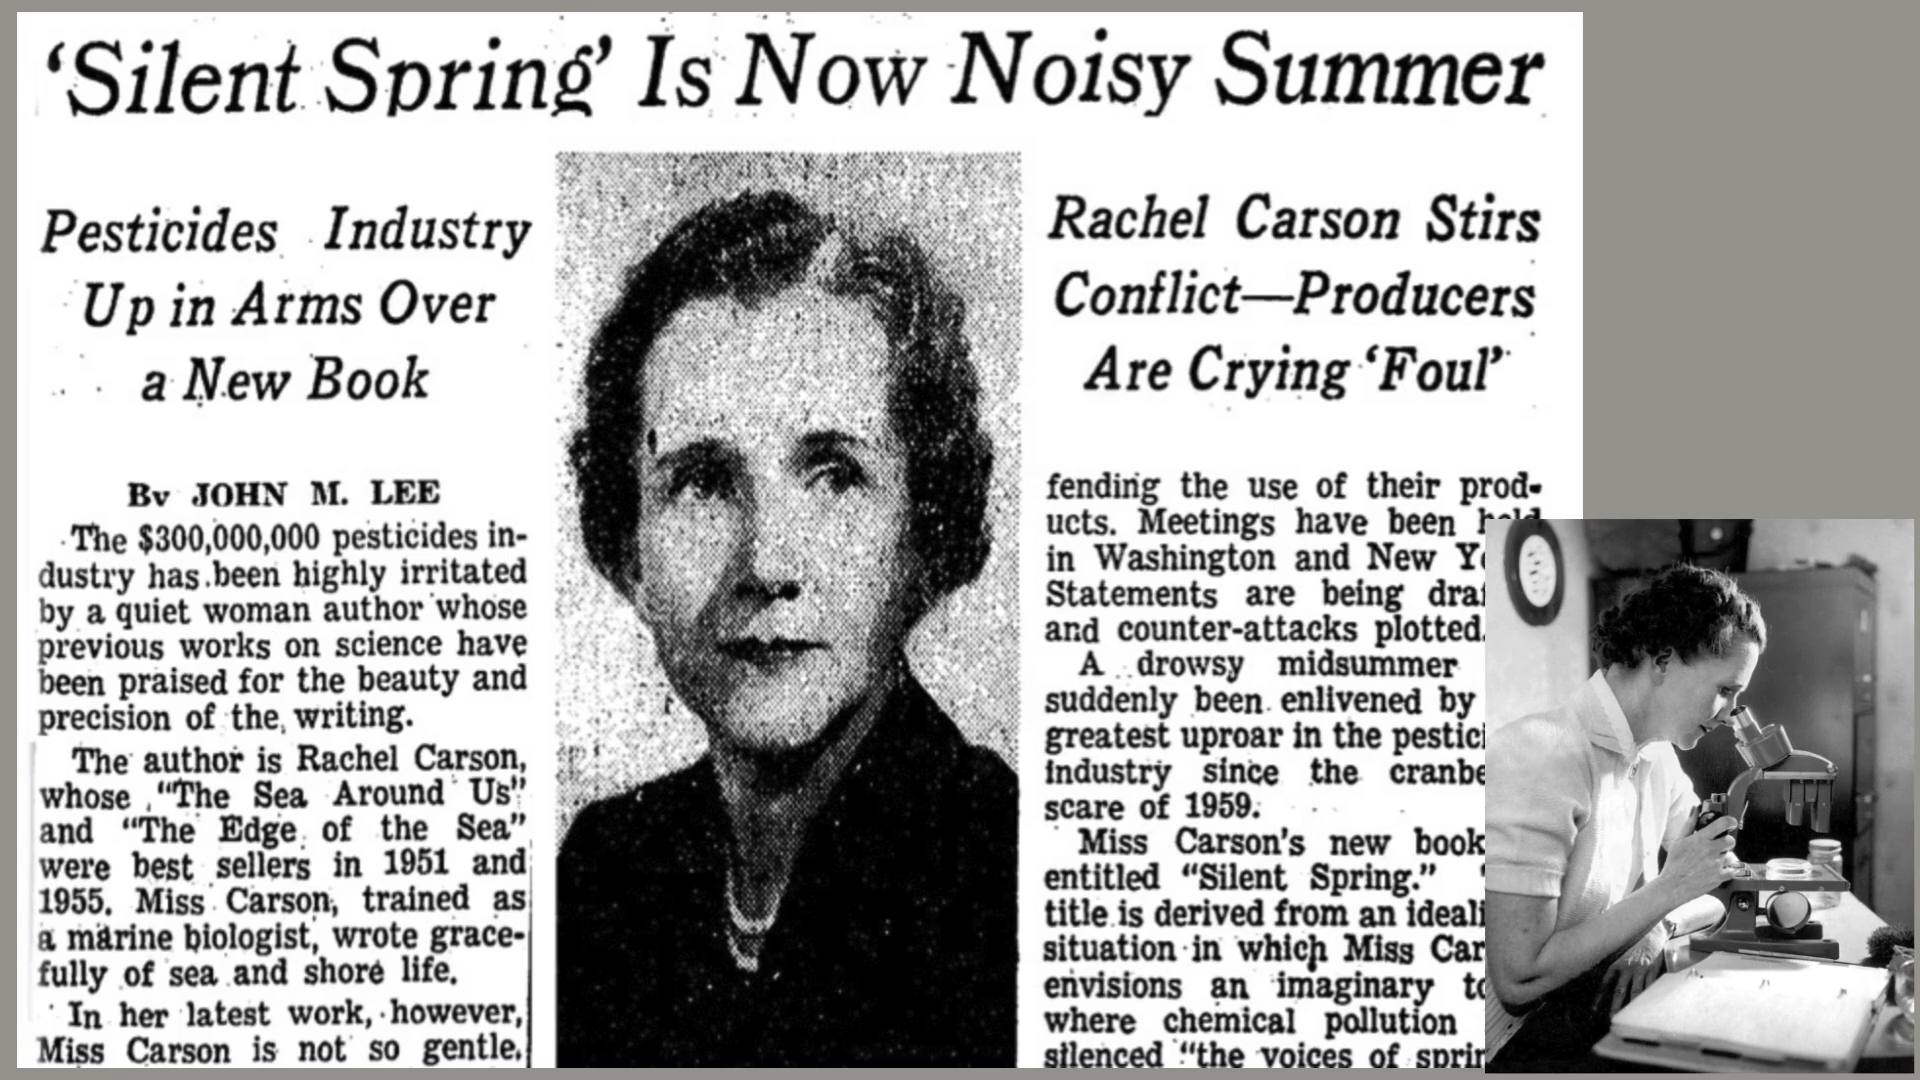 ‘Silent Spring’ Is Now Noisy Summer
Pesticides Industry
Up in Arms Over
a New Book
Rachel Carson Stirs
Conflict—Producers
Are Crying ‘Foul’
By JOHN M. LEE
The $300,000,000 pesticides in-
dustry has been highly irritated
by a quiet woman author whose
previous works on science have
been praised for the beauty and
precision of the writing.
The author is Rachel Carson,
whose “The Sea Around Us”
and “The Edge of the Sea”
were best sellers in 1951 and
1955. Miss Carson, trained as
a marine biologist, wrote grace-
fully of sea and shore life.
In her latest work, however,
Miss Carson is not so gentle.
fending the use of their prod-
ucts. Meetings have been held
in Washington and New
Statements are being
and counter-attacks plotted.
A drowsy midsummer
suddenly been enlivened by
greatest uproar in the
industry since the
scare of 1959.
Miss Carson's new book
entitled “Silent Spring.”
title is derived from an
situation in which Miss
envisions an imaginary
where chemical pollution
silenced “the voices of